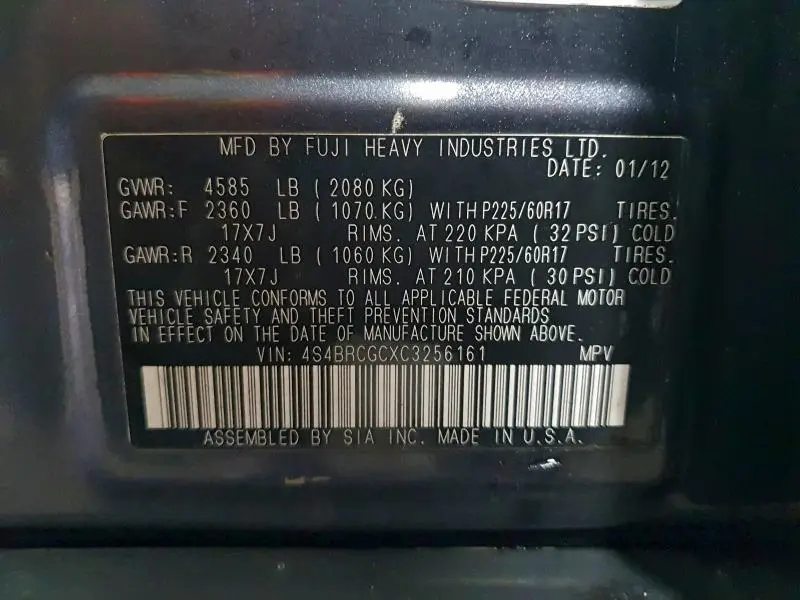 MFD BY FUJI HEAVY INDUSTRIES LTD.
DATE: 01/12
GVWR: 4585 LB ( 2080 KG)
GAWR:F 2360 LB ( 1070 KG) WITH P225/60R17 TIRES.
17X7J RIMS. AT 220 KPA ( 32 PSI) COLD
GAWR:R 2340 LB ( 1060 KG) WITH P225/60R17 TIRES.
17X7J RIMS. AT 210 KPA ( 30 PSI) COLD
THIS VEHICLE CONFORMS TO ALL APPLICABLE FEDERAL MOTOR
VEHICLE SAFETY AND THEFT PREVENTION STANDARDS
IN EFFECT ON THE DATE OF MANUFACTURE SHOWN ABOVE.
VIN: 4S4BRCGCXC3256161 MPV
ASSEMBLED BY SIA INC. MADE IN U.S.A.